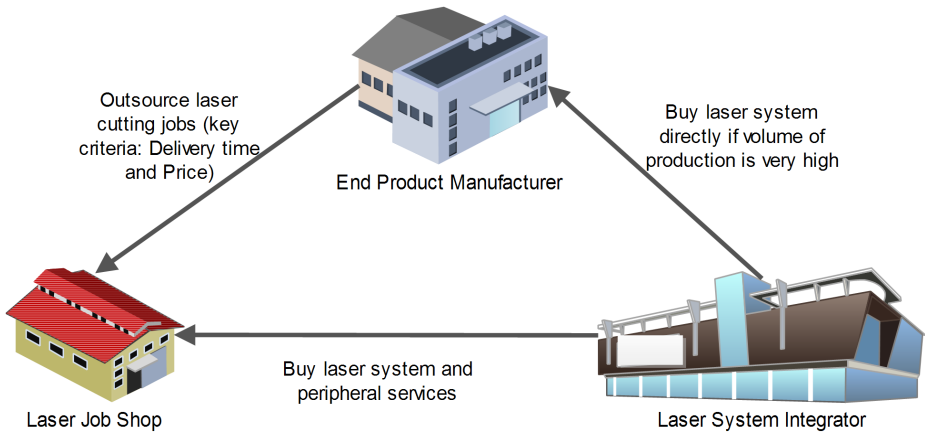 Outsource laser
cutting jobs (key
criteria: Delivery time
and Price)
Buy laser system
directly if volume of
production is very high
End Product Manufacturer
Buy laser system and
peripheral services
Laser Job Shop
Laser System Integrator